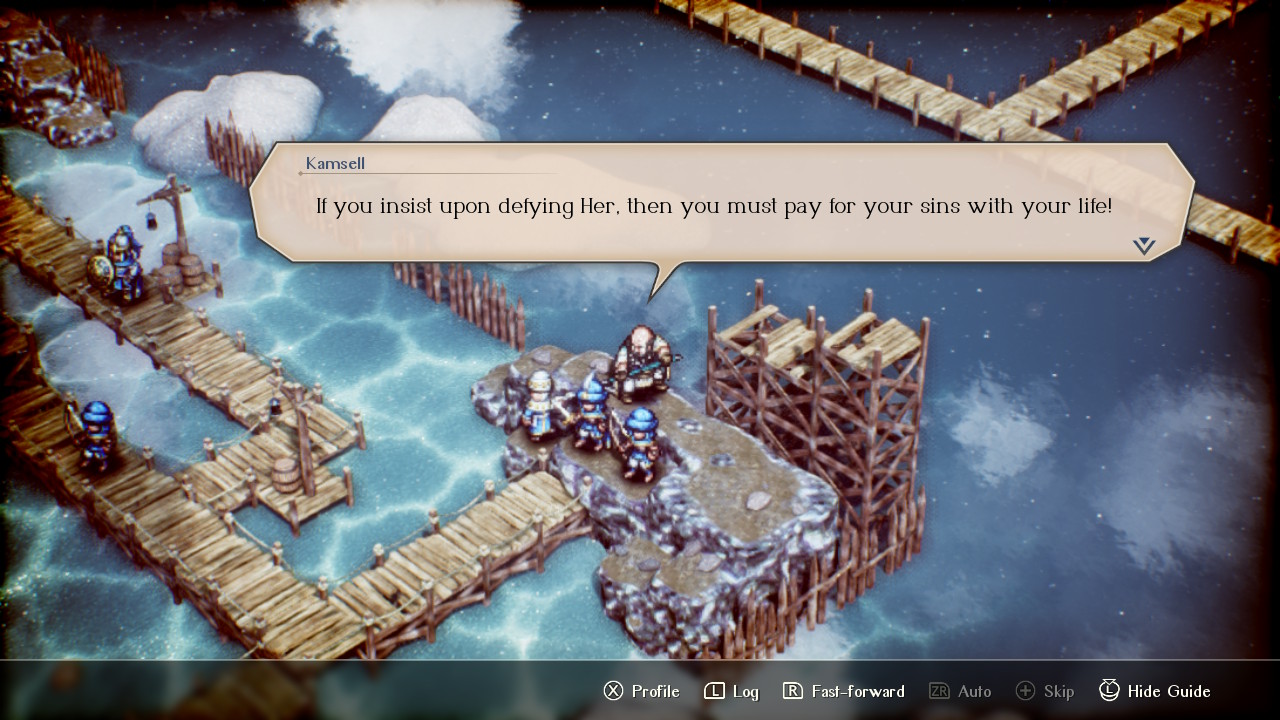 Kamsell
If you insist upon defying Her, then you must pay for your sins with your life!
X Profile L Log R Fast-forward ZR Auto + Skip L Hide Guide